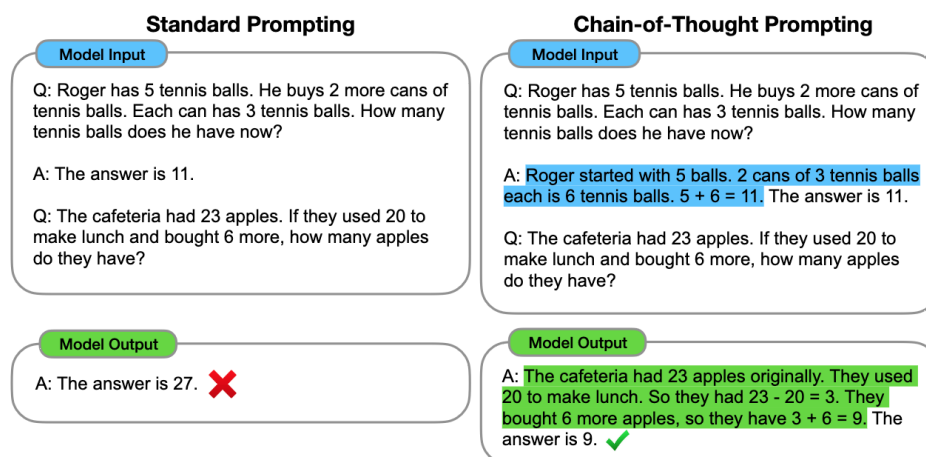 Standard Prompting
Model Input
Q: Roger has 5 tennis balls. He buys 2 more cans of
tennis balls. Each can has 3 tennis balls. How many
tennis balls does he have now?
A: The answer is 11.
Q: The cafeteria had 23 apples. If they used 20 to
make lunch and bought 6 more, how many apples
do they have?
Model Output
A: The answer is 27.
Chain-of-Thought Prompting
Model Input
Q: Roger has 5 tennis balls. He buys 2 more cans of
tennis balls. Each can has 3 tennis balls. How many
tennis balls does he have now?
A: Roger started with 5 balls. 2 cans of 3 tennis balls
each is 6 tennis balls. 5 + 6 = 11. The answer is 11.
Q: The cafeteria had 23 apples. If they used 20 to
make lunch and bought 6 more, how many apples
do they have?
Model Output
A: The cafeteria had 23 apples originally. They used
20 to make lunch. So they had 23 - 20 = 3. They
bought 6 more apples, so they have 3 + 6 = 9. The
answer is 9.